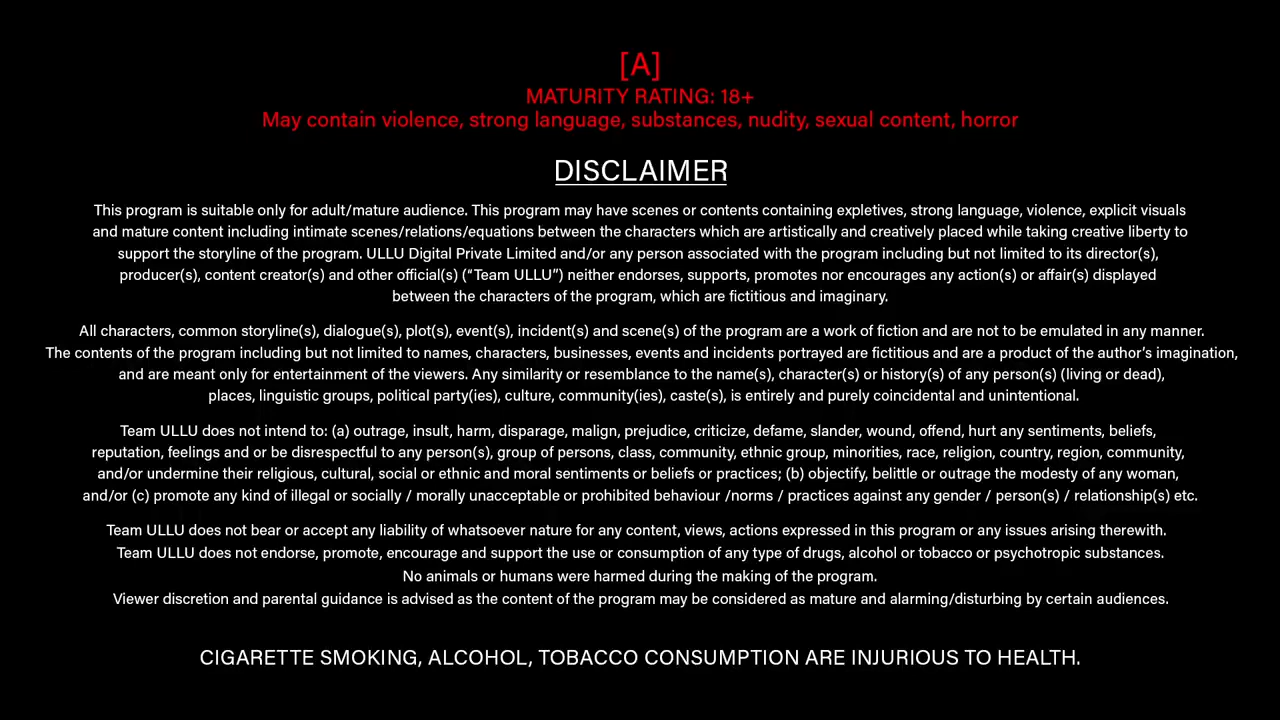 [A]
MATURITY RATING: 18+
May contain violence, strong language, substances, nudity, sexual content, horror
DISCLAIMER
This program is suitable only for adult/mature audience. This program may have scenes or contents containing expletives, strong language, violence, explicit visuals
and mature content including intimate scenes/relations/equations between the characters which are artistically and creatively placed while taking creative liberty to
support the storyline of the program. ULLU Digital Private Limited and/or any person associated with the program including but not limited to its director(s),
producer(s), content creator(s) and other official(s) (“Team ULLU”) neither endorses, supports, promotes nor encourages any action(s) or affair(s) displayed
between the characters of the program, which are fictitious and imaginary.
All characters, common storyline(s), dialogue(s), plot(s), event(s), incident(s) and scene(s) of the program are a work of fiction and are not to be emulated in any manner.
The contents of the program including but not limited to names, characters, businesses, events and incidents portrayed are fictitious and are a product of the author’s imagination,
and are meant only for entertainment of the viewers. Any similarity or resemblance to the name(s), character(s) or history(s) of any person(s) (living or dead),
places, linguistic groups, political party(ies), culture, community(ies), caste(s), is entirely and purely coincidental and unintentional.
Team ULLU does not intend to: (a) outrage, insult, harm, disparage, malign, prejudice, criticize, defame, slander, wound, offend, hurt any sentiments, beliefs,
reputation, feelings and or be disrespectful to any person(s), group of persons, class, community, ethnic group, minorities, race, religion, country, region, community,
and/or undermine their religious, cultural, social or ethnic and moral sentiments or beliefs or practices; (b) objectify, belittle or outrage the modesty of any woman,
and/or (c) promote any kind of illegal or socially / morally unacceptable or prohibited behaviour /norms / practices against any gender / person(s) / relationship(s) etc.
Team ULLU does not bear or accept any liability of whatsoever nature for any content, views, actions expressed in this program or any issues arising therewith.
Team ULLU does not endorse, promote, encourage and support the use or consumption of any type of drugs, alcohol or tobacco or psychotropic substances.
No animals or humans were harmed during the making of the program.
Viewer discretion and parental guidance is advised as the content of the program may be considered as mature and alarming/disturbing by certain audiences.
CIGARETTE SMOKING, ALCOHOL, TOBACCO CONSUMPTION ARE INJURIOUS TO HEALTH.